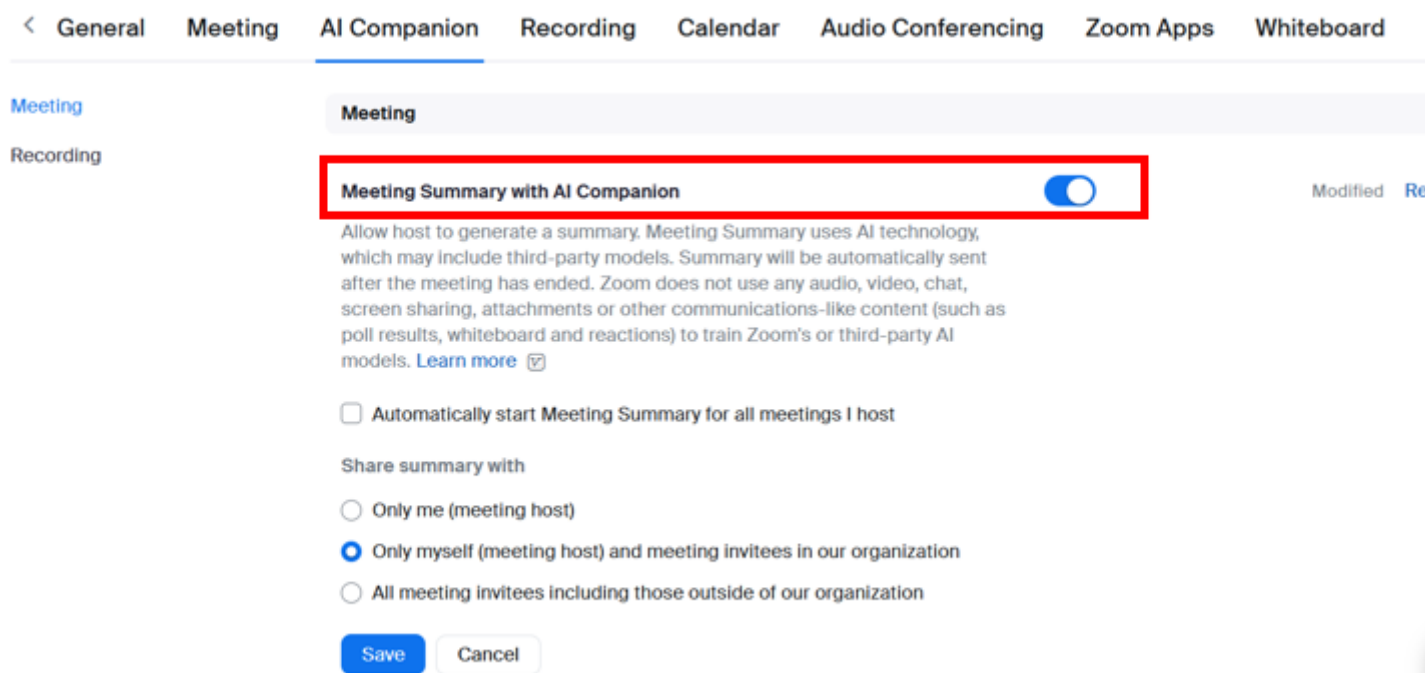 General Meeting AI Companion Recording Calendar Audio Conferencing Zoom Apps Whiteboard
Meeting
Recording
Meeting
Meeting Summary with AI Companion
Modified Re
Allow host to generate a summary. Meeting Summary uses AI technology,
which may include third-party models. Summary will be automatically sent
after the meeting has ended. Zoom does not use any audio, video, chat,
screen sharing, attachments or other communications-like content (such as
poll results, whiteboard and reactions) to train Zoom's or third-party AI
models. Learn more
Automatically start Meeting Summary for all meetings I host
Share summary with
Only me (meeting host)
Only myself (meeting host) and meeting invitees in our organization
All meeting invitees including those outside of our organization
Save Cancel